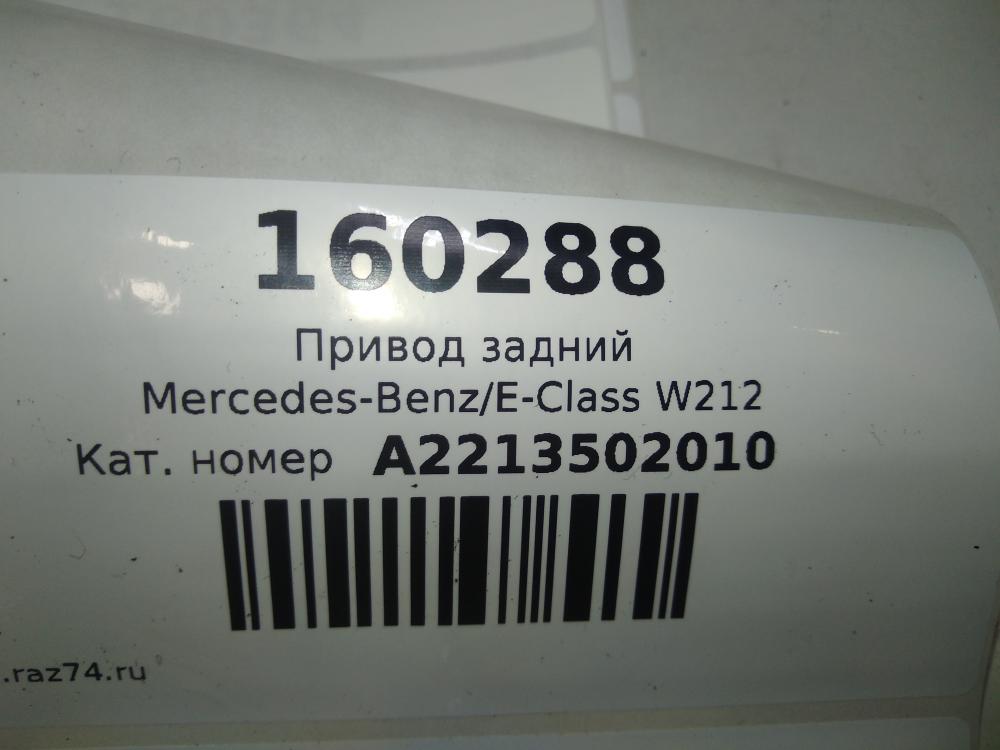 160288
Привод задний
Mercedes-Benz/E-Class W212
Кат. номер A2213502010
.raz74.ru